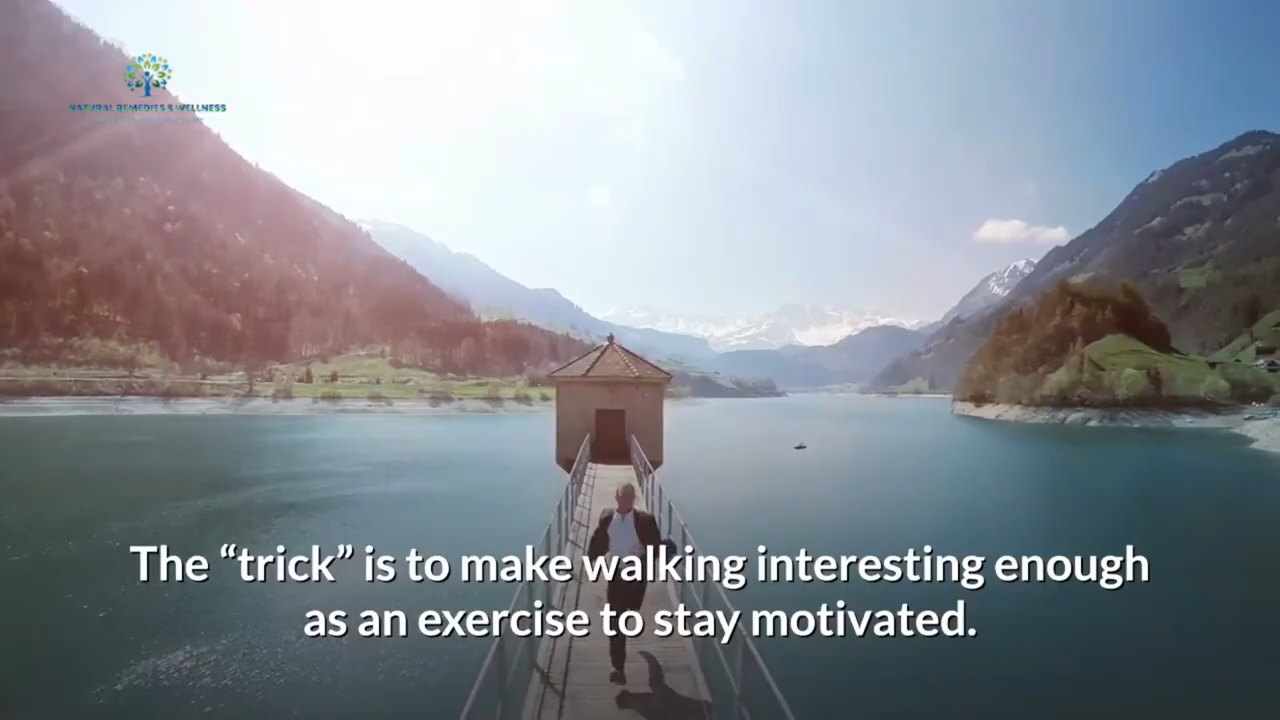 NATURAL REMEDIES & WELLNESS
The “trick” is to make walking interesting enough
as an exercise to stay motivated.